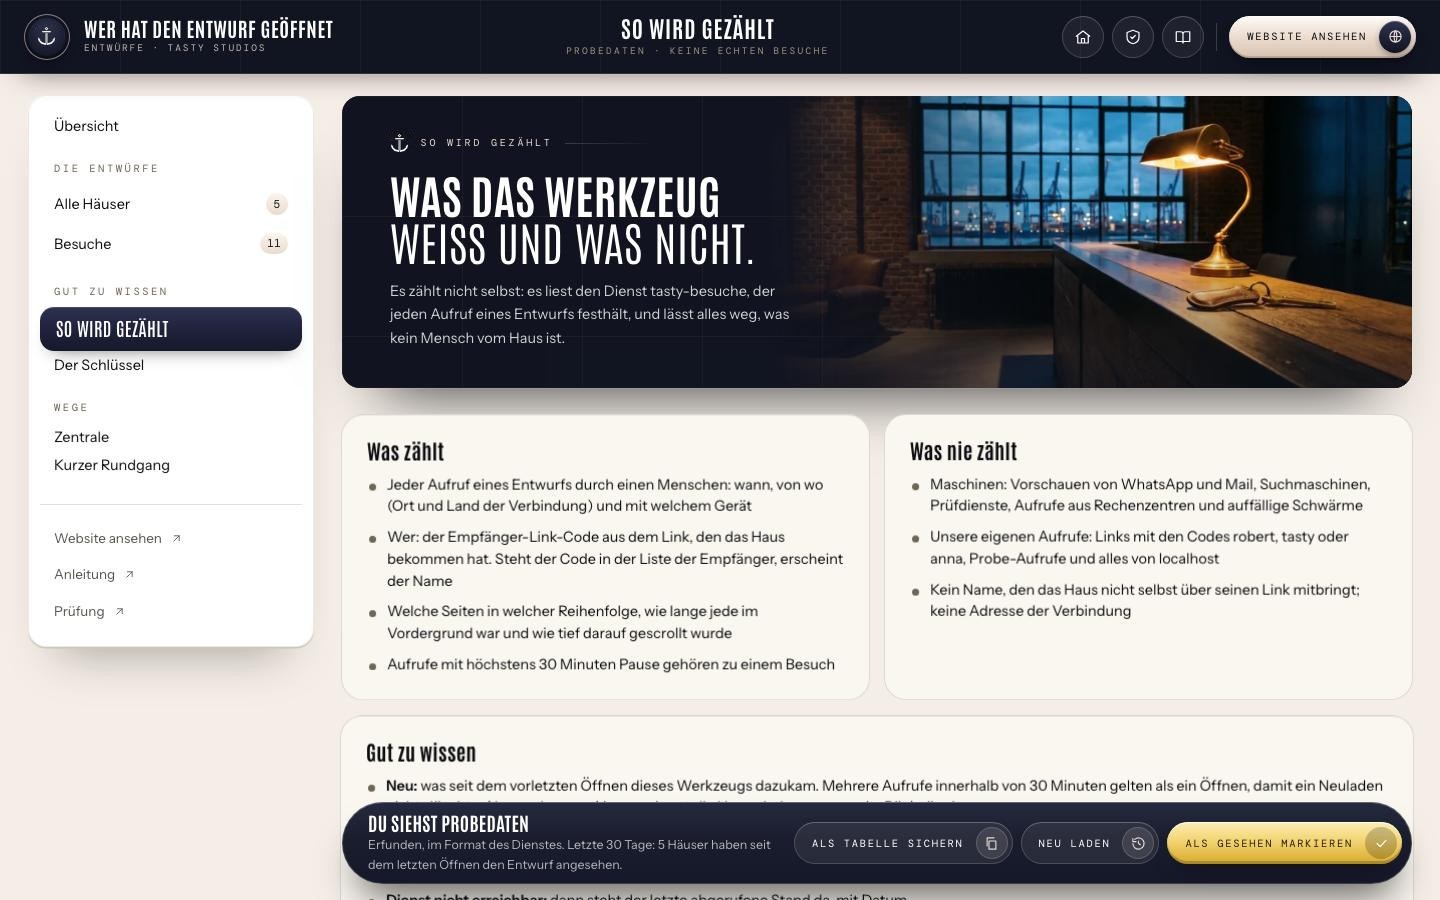 WER HAT DEN ENTWURF GEÖFFNET
ENTWÜRFE · TASTY STUDIOS
SO WIRD GEZÄHLT
PROBEDATEN · KEINE ECHTEN BESUCHE
WEBSITE ANSEHEN
Übersicht
DIE ENTWÜRFE
Alle Häuser 5
Besuche 11
GUT ZU WISSEN
SO WIRD GEZÄHLT
Der Schlüssel
WEGE
Zentrale
Kurzer Rundgang
Website ansehen
Anleitung
Prüfung
SO WIRD GEZÄHLT
WAS DAS WERKZEUG
WEISS UND WAS NICHT.
Es zählt nicht selbst: es liest den Dienst tasty-besuche, der
jeden Aufruf eines Entwurfs festhält, und lässt alles weg, was
kein Mensch vom Haus ist.
Was zählt
Jeder Aufruf eines Entwurfs durch einen Menschen: wann, von wo
(Ort und Land der Verbindung) und mit welchem Gerät
Wer: der Empfänger-Link-Code aus dem Link, den das Haus
bekommen hat. Steht der Code in der Liste der Empfänger, erscheint
der Name
Welche Seiten in welcher Reihenfolge, wie lange jede im
Vordergrund war und wie tief darauf gescrollt wurde
Aufrufe mit höchstens 30 Minuten Pause gehören zu einem Besuch
Was nie zählt
Maschinen: Vorschauen von WhatsApp und Mail, Suchmaschinen,
Prüfdienste, Aufrufe aus Rechenzentren und auffällige Schwärme
Unsere eigenen Aufrufe: Links mit den Codes robert, tasty oder
anna, Probe-Aufrufe und alles von localhost
Kein Name, den das Haus nicht selbst über seinen Link mitbringt;
keine Adresse der Verbindung
Gut zu wissen
Neu: was seit dem vorletzten Öffnen dieses Werkzeugs dazukam. Mehrere Aufrufe innerhalb von 30 Minuten gelten als ein Öffnen, damit ein Neuladen
DU SIEHST PROBEDATEN
Erfunden, im Format des Dienstes. Letzte 30 Tage: 5 Häuser haben seit
dem letzten Öffnen den Entwurf angesehen.
ALS TABELLE SICHERN
NEU LADEN
ALS GESEHEN MARKIEREN
Dienst nicht erreichbar: dann steht der letzte abgerufene Stand da, mit Datum.